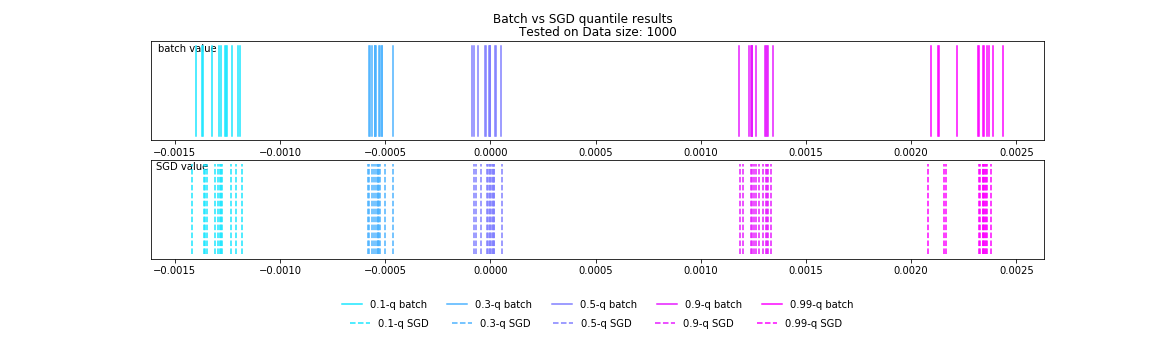 Batch vs SGD quantile results
Tested on Data size: 1000
batch value
−0.0015 −0.0010 −0.0005 0.0000 0.0005 0.0010 0.0015 0.0020 0.0025
SGD value
−0.0015 −0.0010 −0.0005 0.0000 0.0005 0.0010 0.0015 0.0020 0.0025
0.1-q batch 0.3-q batch 0.5-q batch 0.9-q batch 0.99-q batch
0.1-q SGD 0.3-q SGD 0.5-q SGD 0.9-q SGD 0.99-q SGD